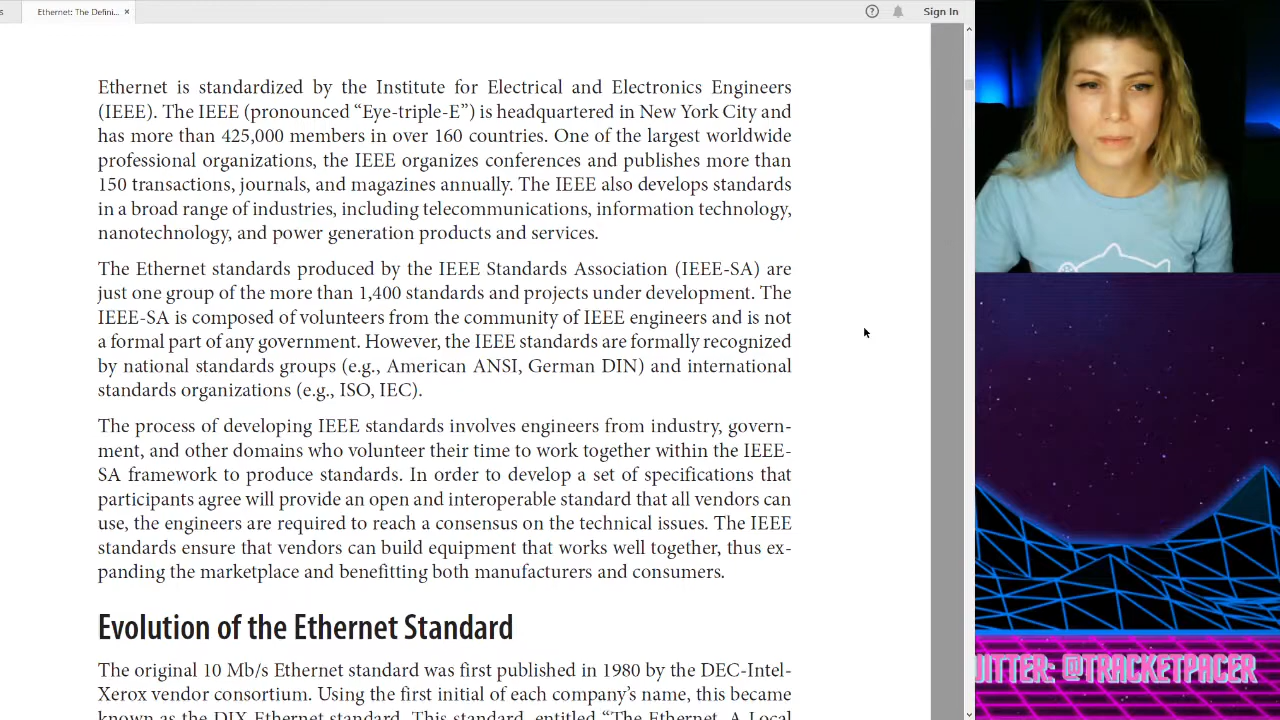 Ethernet: The Defini... ×
Sign In
Ethernet is standardized by the Institute for Electrical and Electronics Engineers
(IEEE). The IEEE (pronounced “Eye-triple-E”) is headquartered in New York City and
has more than 425,000 members in over 160 countries. One of the largest worldwide
professional organizations, the IEEE organizes conferences and publishes more than
150 transactions, journals, and magazines annually. The IEEE also develops standards
in a broad range of industries, including telecommunications, information technology,
nanotechnology, and power generation products and services.
The Ethernet standards produced by the IEEE Standards Association (IEEE-SA) are
just one group of the more than 1,400 standards and projects under development. The
IEEE-SA is composed of volunteers from the community of IEEE engineers and is not
a formal part of any government. However, the IEEE standards are formally recognized
by national standards groups (e.g., American ANSI, German DIN) and international
standards organizations (e.g., ISO, IEC).
The process of developing IEEE standards involves engineers from industry, govern-
ment, and other domains who volunteer their time to work together within the IEEE-
SA framework to produce standards. In order to develop a set of specifications that
participants agree will provide an open and interoperable standard that all vendors can
use, the engineers are required to reach a consensus on the technical issues. The IEEE
standards ensure that vendors can build equipment that works well together, thus ex-
panding the marketplace and benefitting both manufacturers and consumers.
Evolution of the Ethernet Standard
The original 10 Mb/s Ethernet standard was first published in 1980 by the DEC-Intel-
Xerox vendor consortium. Using the first initial of each company’s name, this became
known as the DIX Ethernet standard. This standard, entitled “The Ethernet, A Local
ITTER: @TRACKETPACER